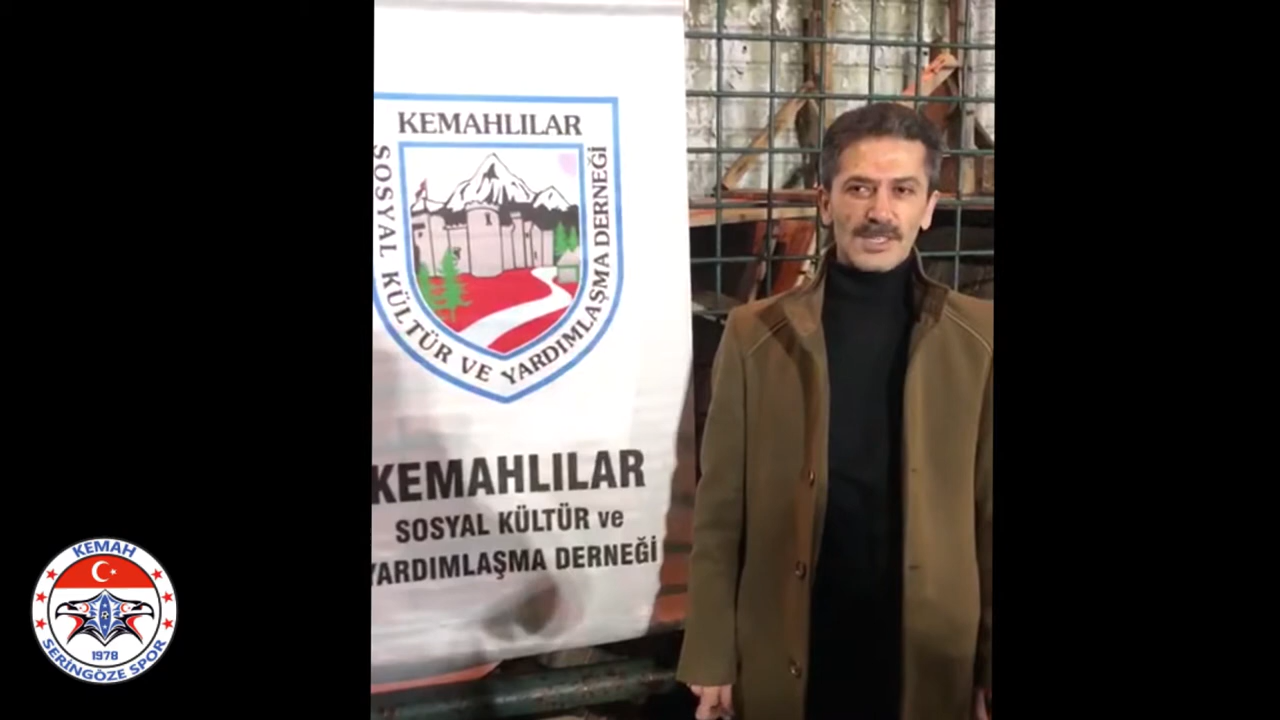 KEMAHLILAR
SOSYAL KÜLTÜR VE YARDIMLAŞMA DERNEĞİ
KEMAHLILAR
SOSYAL KÜLTÜR ve
YARDIMLAŞMA DERNEĞİ
KEMAH
1978
SERİNGÖZE SPOR